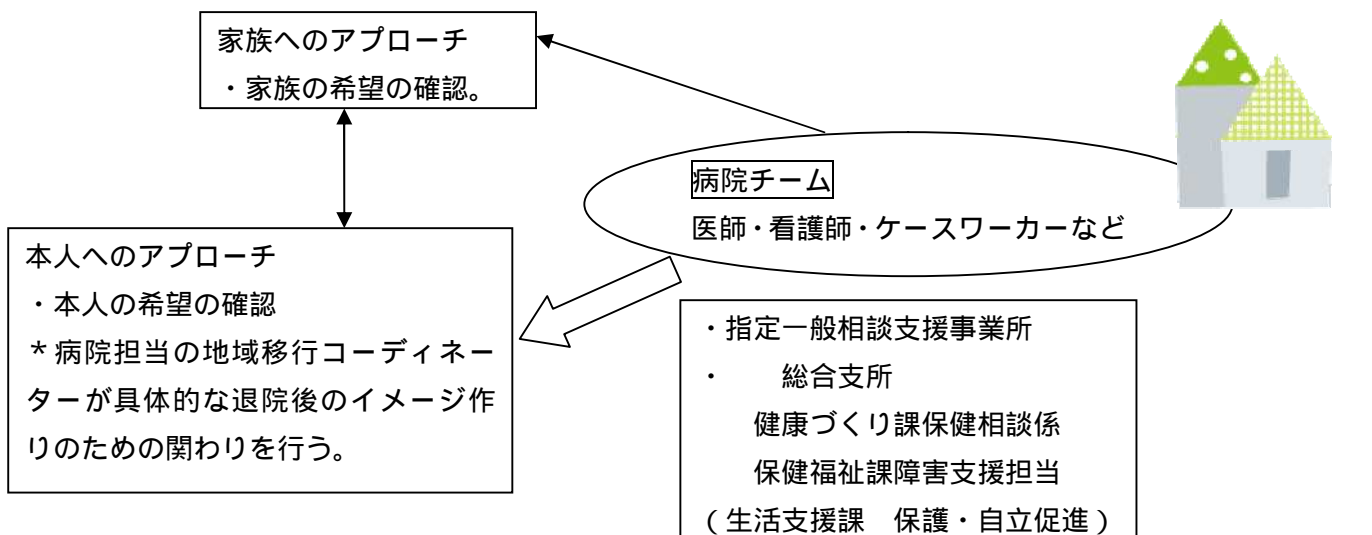 家族へのアプローチ
・家族の希望の確認。
病院チーム
医師・看護師・ケースワーカーなど
本人へのアプローチ
・本人の希望の確認
＊病院担当の地域移行コーディネー
ターが具体的な退院後のイメージ作
りのための関わりを行う。
・指定一般相談支援事業所
・　　総合支所
健康づくり課保健相談係
保健福祉課障害支援担当
（生活支援課　保護・自立促進）